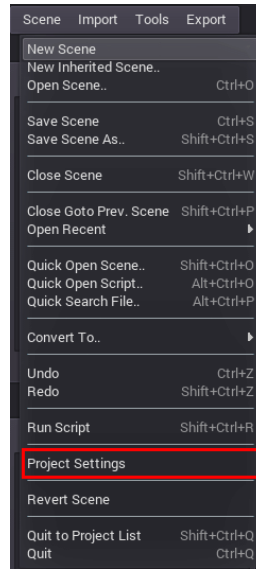 Scene Import Tools Export
New Scene
New Inherited Scene..
Open Scene.. Ctrl+O
Save Scene Ctrl+S
Save Scene As.. Shift+Ctrl+S
Close Scene Shift+Ctrl+W
Close Goto Prev. Scene Shift+Ctrl+P
Open Recent
Quick Open Scene.. Shift+Ctrl+O
Quick Open Script.. Alt+Ctrl+O
Quick Search File.. Alt+Ctrl+P
Convert To..
Undo Ctrl+Z
Redo Shift+Ctrl+Z
Run Script Shift+Ctrl+R
Project Settings
Revert Scene
Quit to Project List Shift+Ctrl+Q
Quit Ctrl+Q